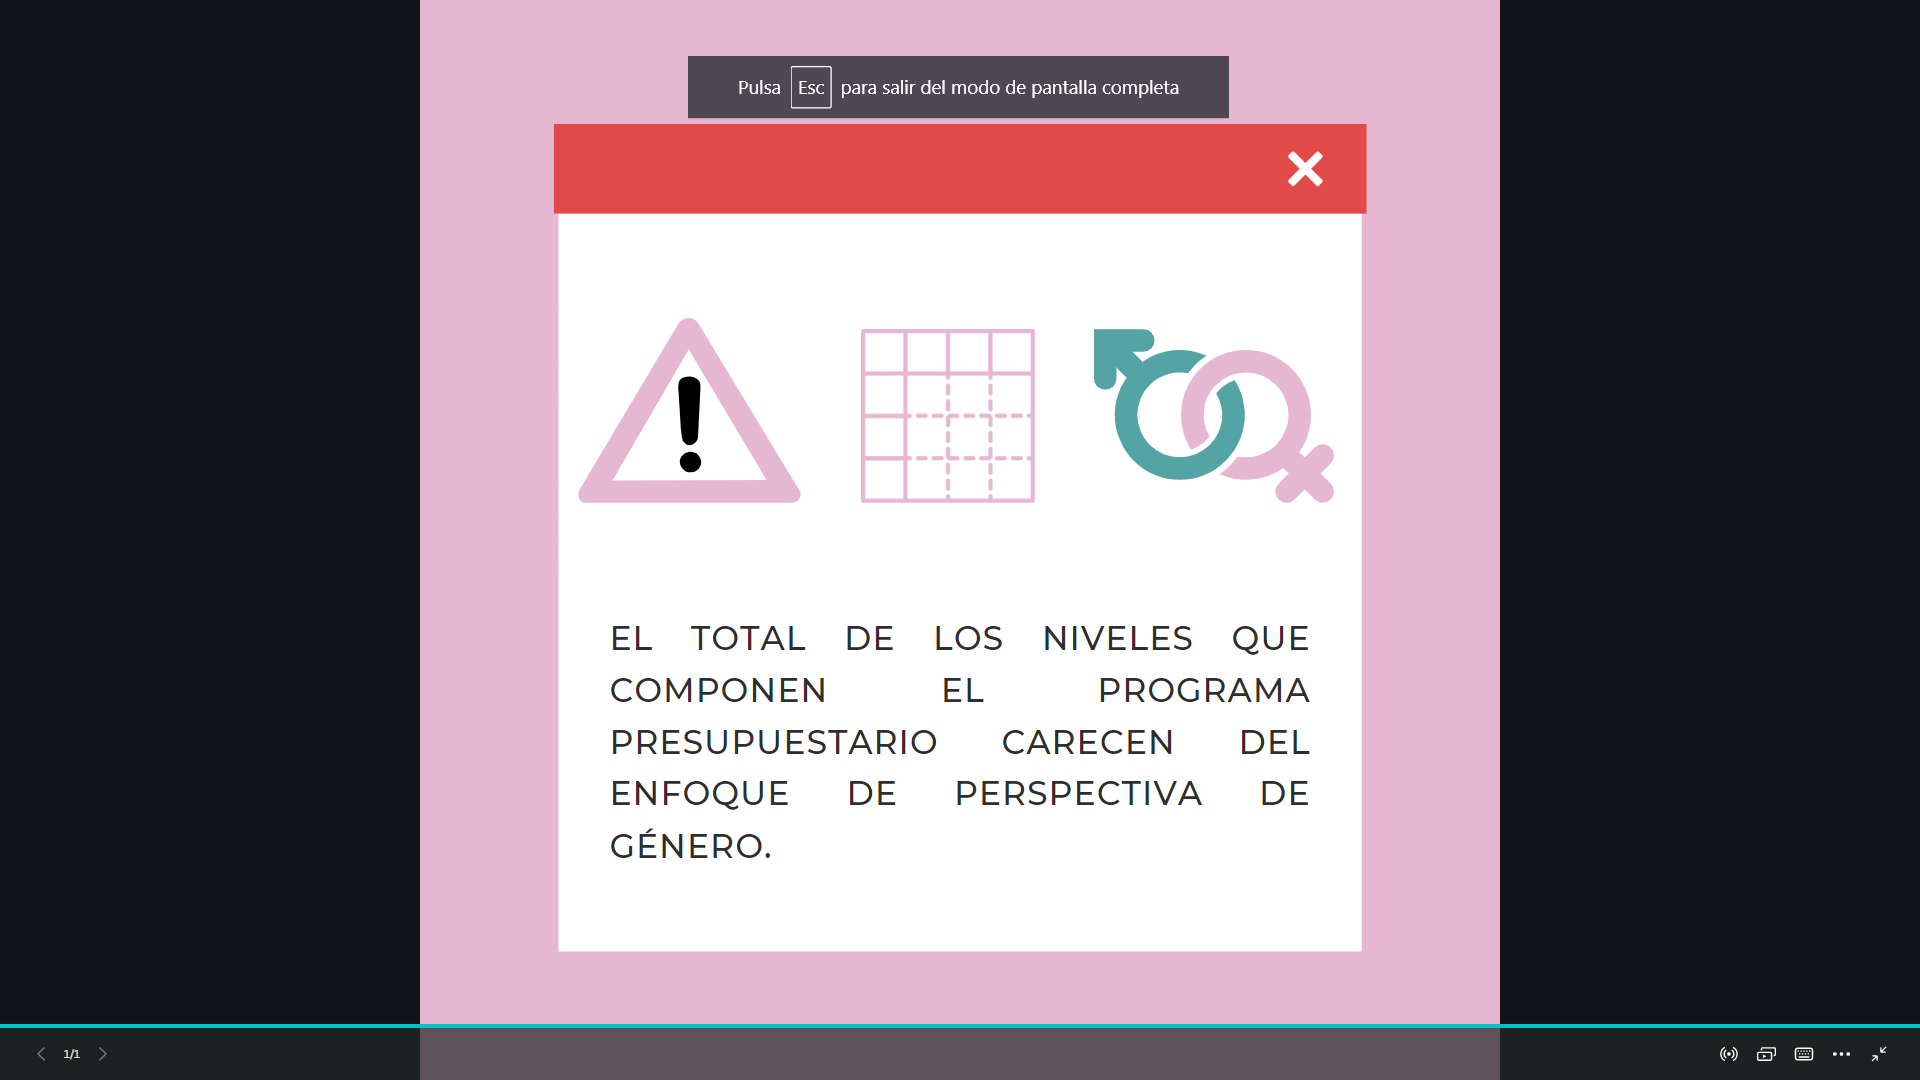 Pulsa Esc para salir del modo de pantalla completa
EL TOTAL DE LOS NIVELES QUE
COMPONEN EL PROGRAMA
PRESUPUESTARIO CARECEN DEL
ENFOQUE DE PERSPECTIVA DE
GÉNERO.
1/1